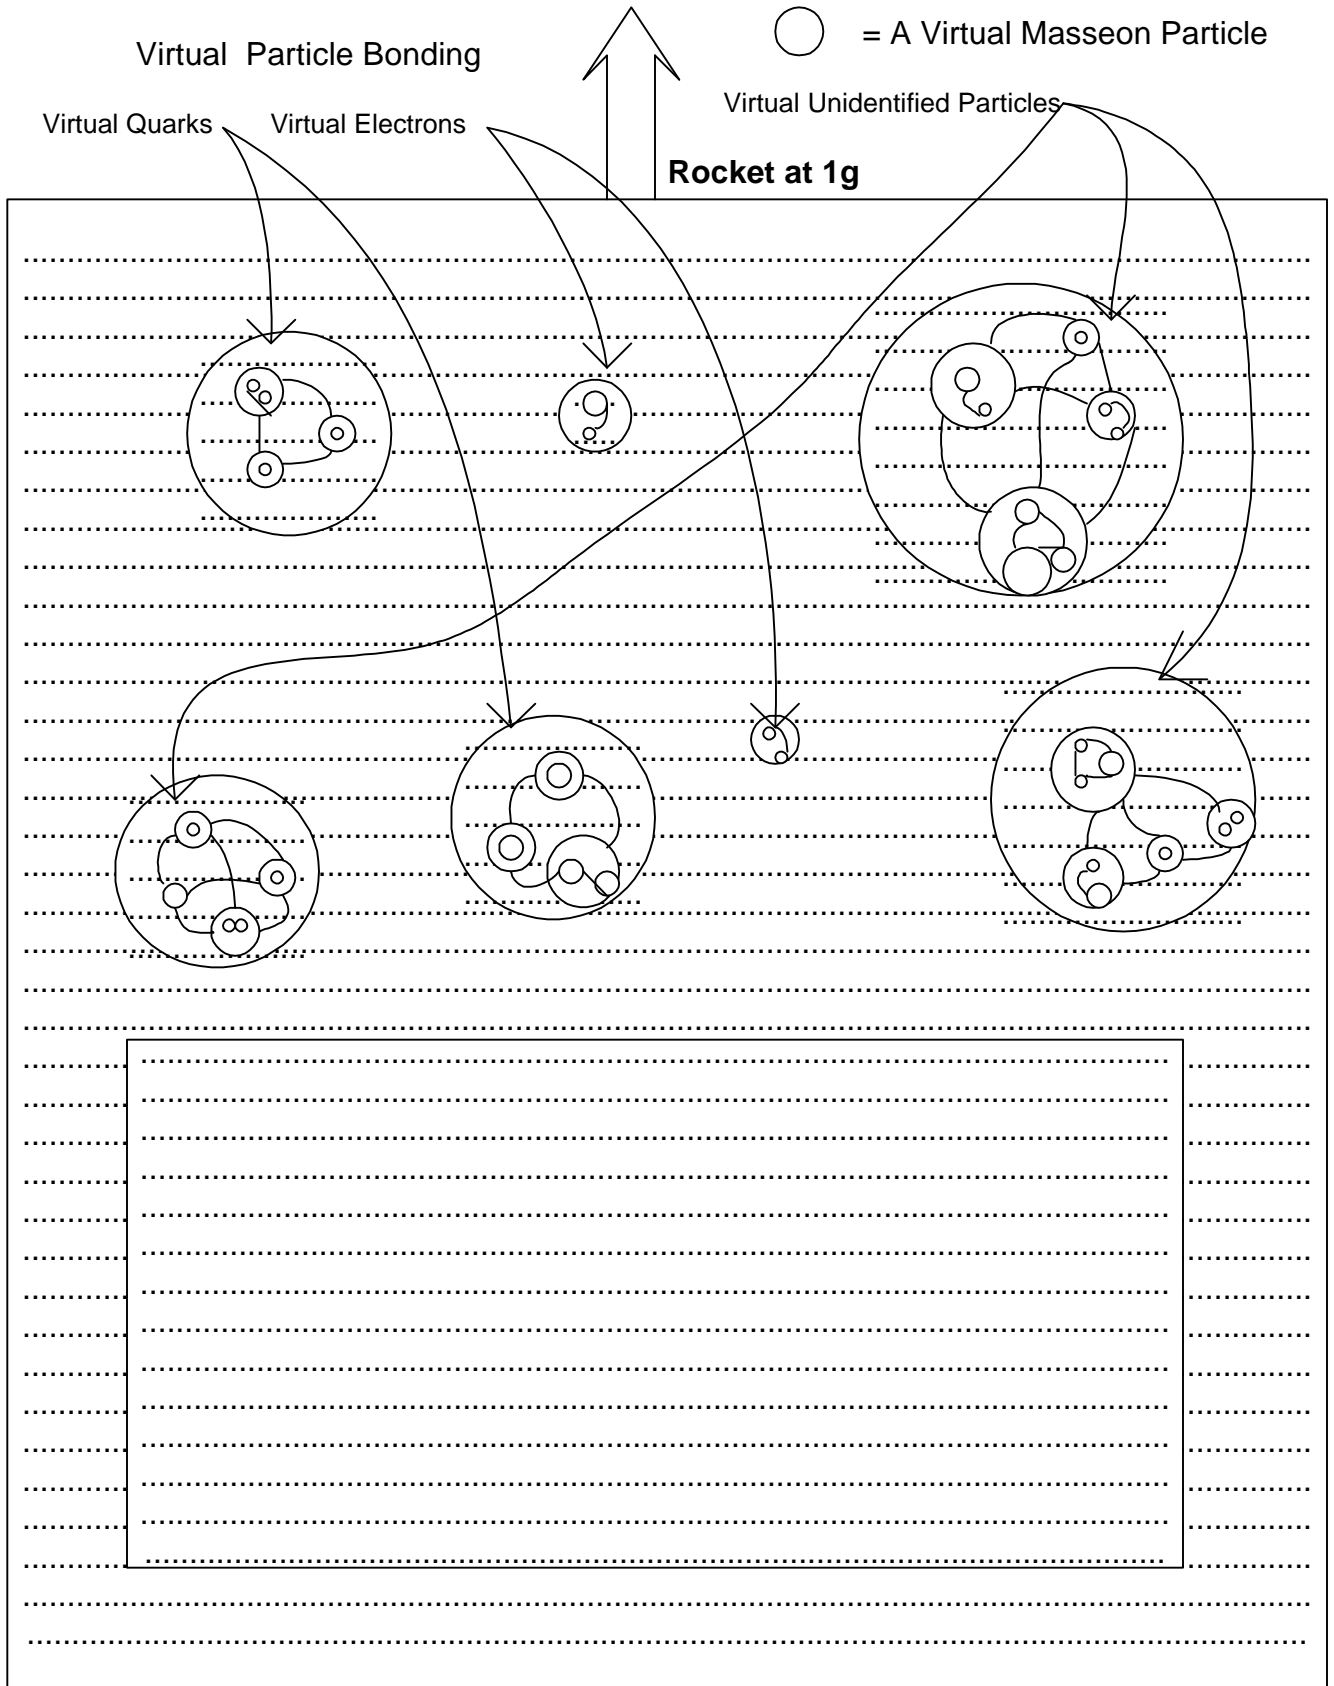 Virtual Particle Bonding
= A Virtual Masseon Particle
Virtual Quarks
Virtual Electrons
Virtual Unidentified Particles
Rocket at 1g